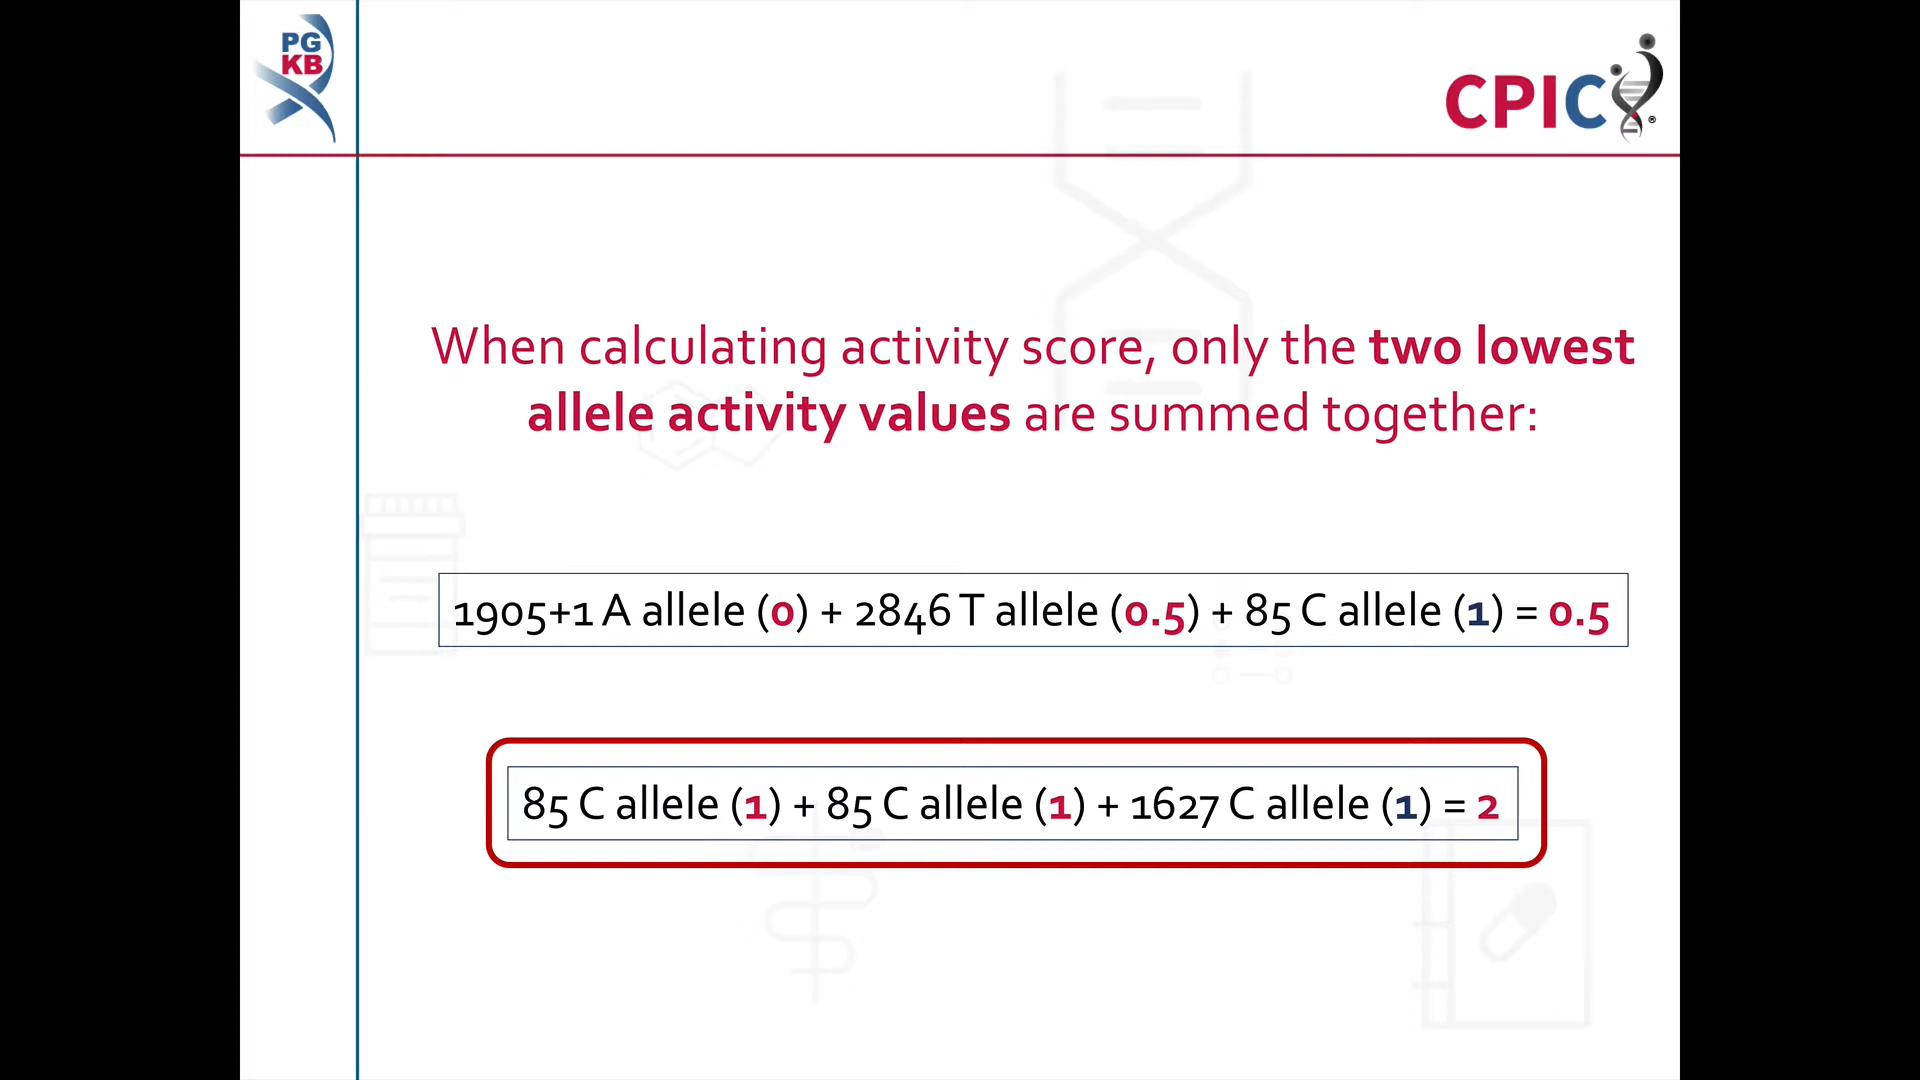 PG
KB
CPIC®
When calculating activity score, only the two lowest
allele activity values are summed together:
1905+1 A allele (0) + 2846 T allele (0.5) + 85 C allele (1) = 0.5
85 C allele (1) + 85 C allele (1) + 1627 C allele (1) = 2